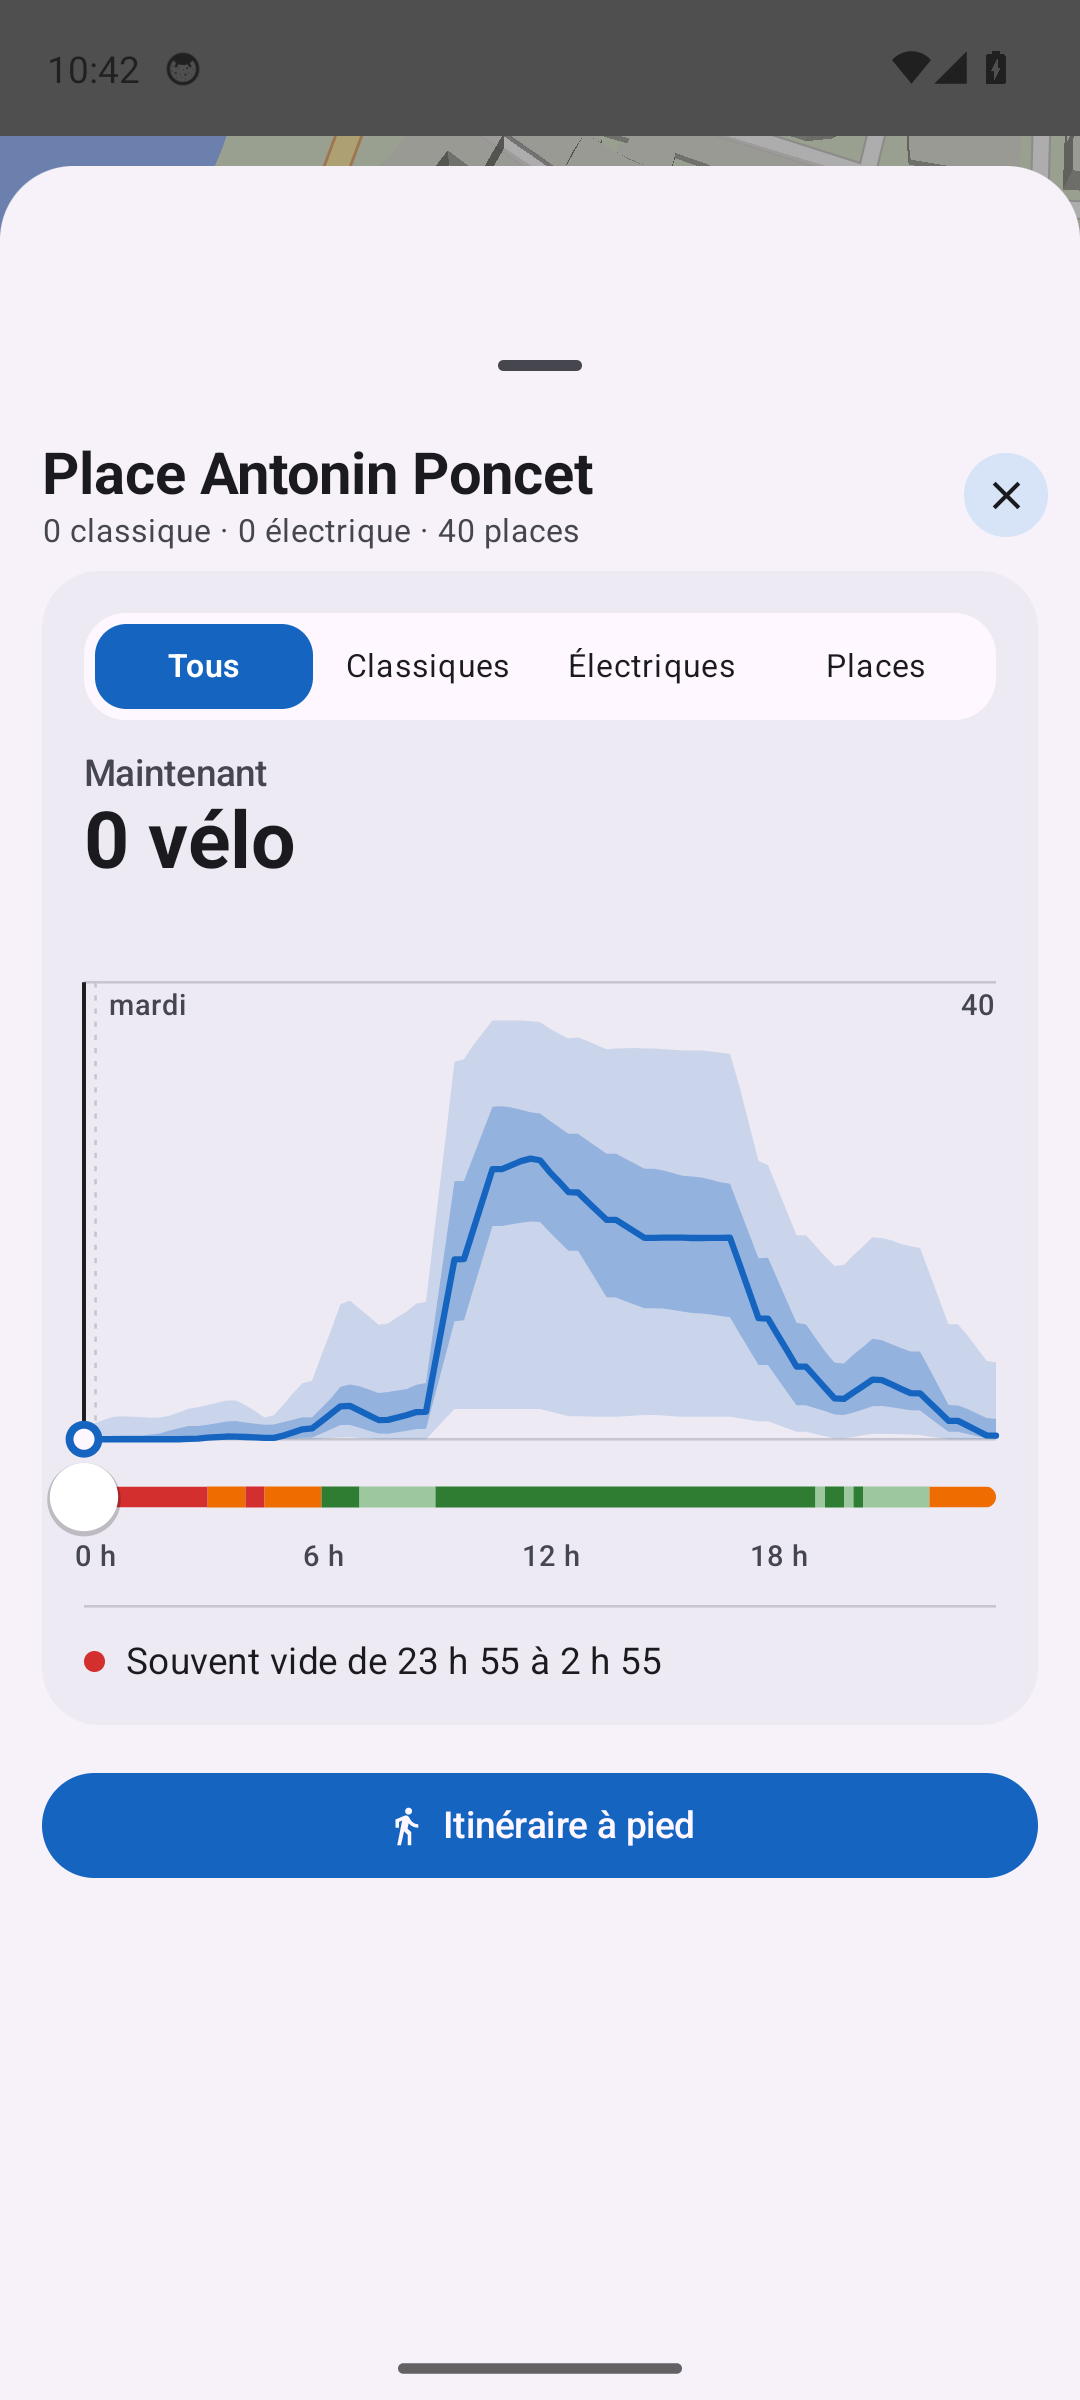 10:42
Place Antonin Poncet
0 classique · 0 électrique · 40 places
Tous Classiques Électriques Places
Maintenant
0 vélo
mardi 40
0 h 6 h 12 h 18 h
Souvent vide de 23 h 55 à 2 h 55
Itinéraire à pied